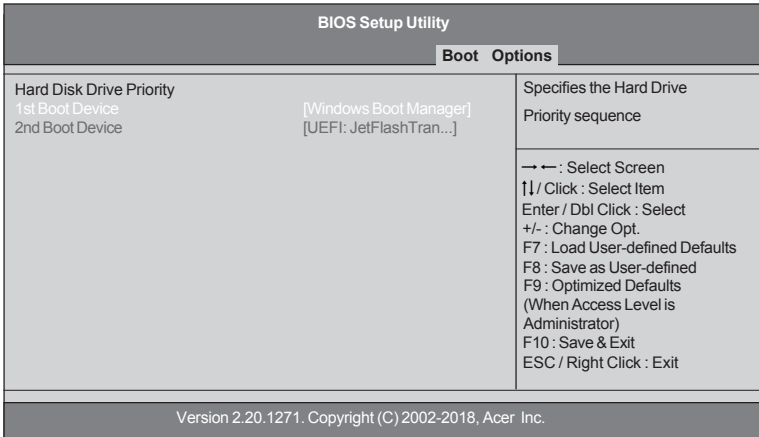 BIOS Setup Utility
Boot Options
Hard Disk Drive Priority
1st Boot Device [Windows Boot Manager]
2nd Boot Device [UEFI: JetFlashTran...]
Specifies the Hard Drive
Priority sequence
→←: Select Screen
↑↓/ Click : Select Item
Enter / Dbl Click : Select
+/- : Change Opt.
F7 : Load User-defined Defaults
F8 : Save as User-defined
F9 : Optimized Defaults
(When Access Level is
Administrator)
F10 : Save & Exit
ESC / Right Click : Exit
Version 2.20.1271. Copyright (C) 2002-2018, Acer Inc.